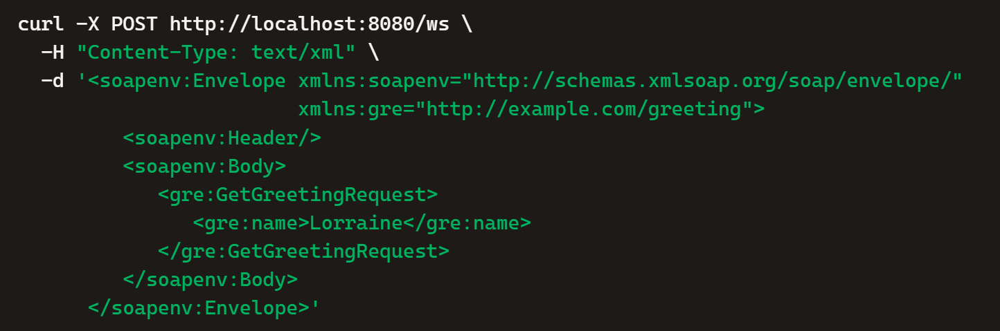 curl -X POST http://localhost:8080/ws \
  -H "Content-Type: text/xml" \
  -d '<soapenv:Envelope xmlns:soapenv="http://schemas.xmlsoap.org/soap/envelope/"
                        xmlns:gre="http://example.com/greeting">
         <soapenv:Header/>
         <soapenv:Body>
            <gre:GetGreetingRequest>
               <gre:name>Lorraine</gre:name>
            </gre:GetGreetingRequest>
         </soapenv:Body>
      </soapenv:Envelope>'